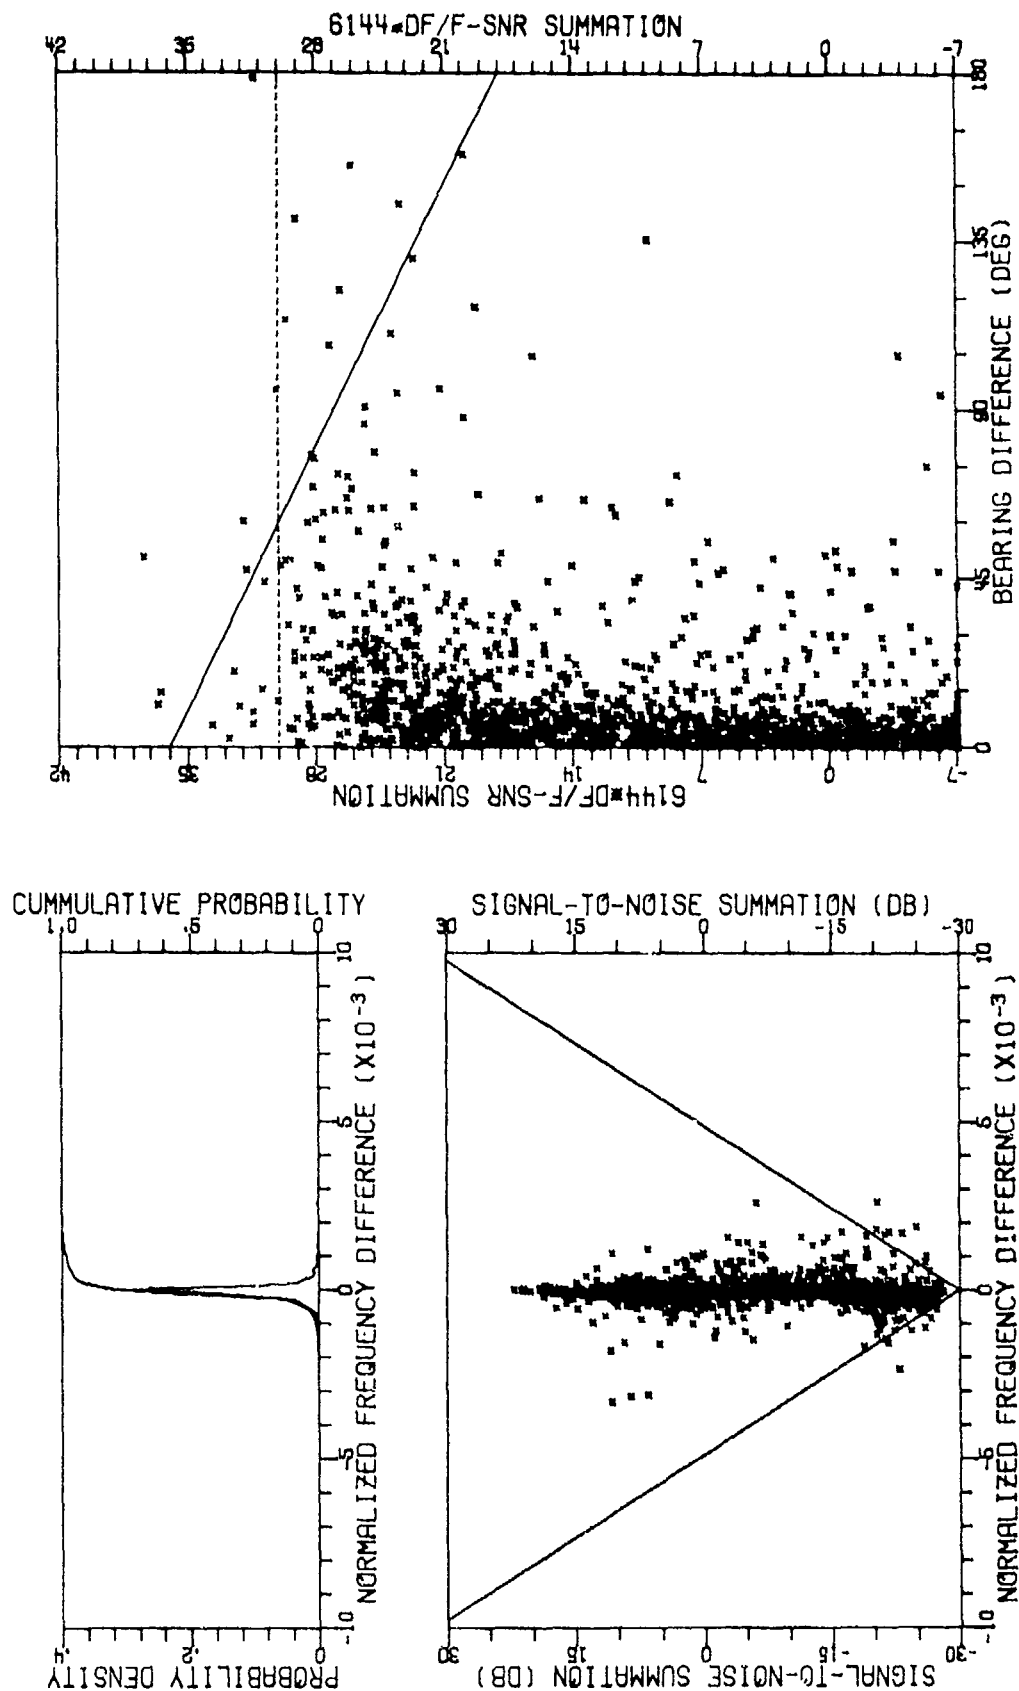 6144*DF/F-SNR SUMMATION
42 35 28 21 14 7 0 -7
180
135
90
45
0
BEARING DIFFERENCE (DEG)
42 35 28 21 14 7 0 -7
6144*DF/F-SNR SUMMATION
CUMMULATIVE PROBABILITY
1.0 .5 0
10
5
0
-5
-10
NORMALIZED FREQUENCY DIFFERENCE (X10-3)
.4 .2 0
PROBABILITY DENSITY
SIGNAL-TO-NOISE SUMMATION (DB)
30 15 0 -15 -30
10
5
0
-5
-10
NORMALIZED FREQUENCY DIFFERENCE (X10-3)
30 15 0 -15 -30
SIGNAL-TO-NOISE SUMMATION (DB)